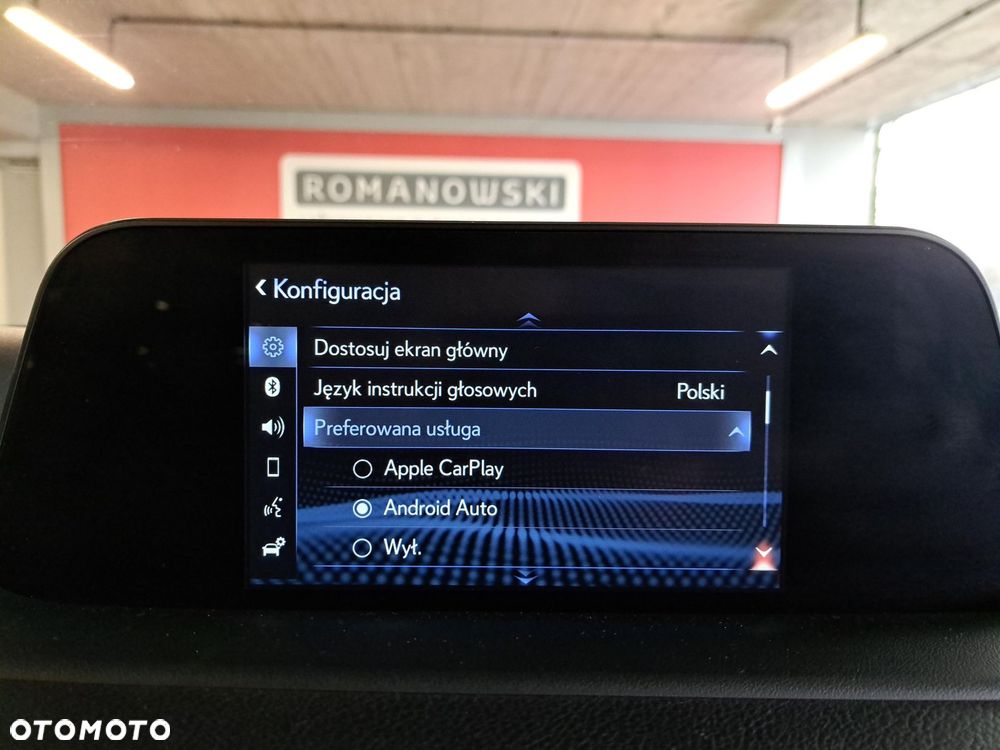 ROMANOWSKI
Konfiguracja
Dostosuj ekran główny
Język instrukcji głosowych Polski
Preferowana usługa
Apple CarPlay
Android Auto
Wył.
OTOMOTO